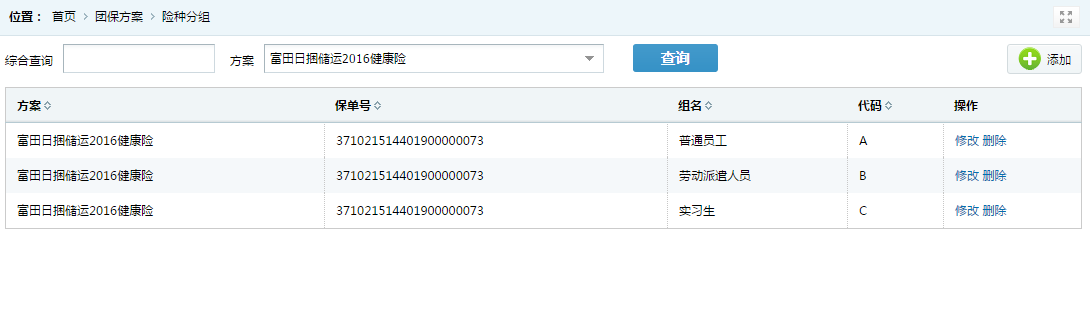 位置： 首页 > 团保方案 > 险种分组
综合查询 方案 富田日捆储运2016健康险 查询 添加
方案 保单号 组名 代码 操作
富田日捆储运2016健康险 371021514401900000073 普通员工 A 修改 删除
富田日捆储运2016健康险 371021514401900000073 劳动派遣人员 B 修改 删除
富田日捆储运2016健康险 371021514401900000073 实习生 C 修改 删除